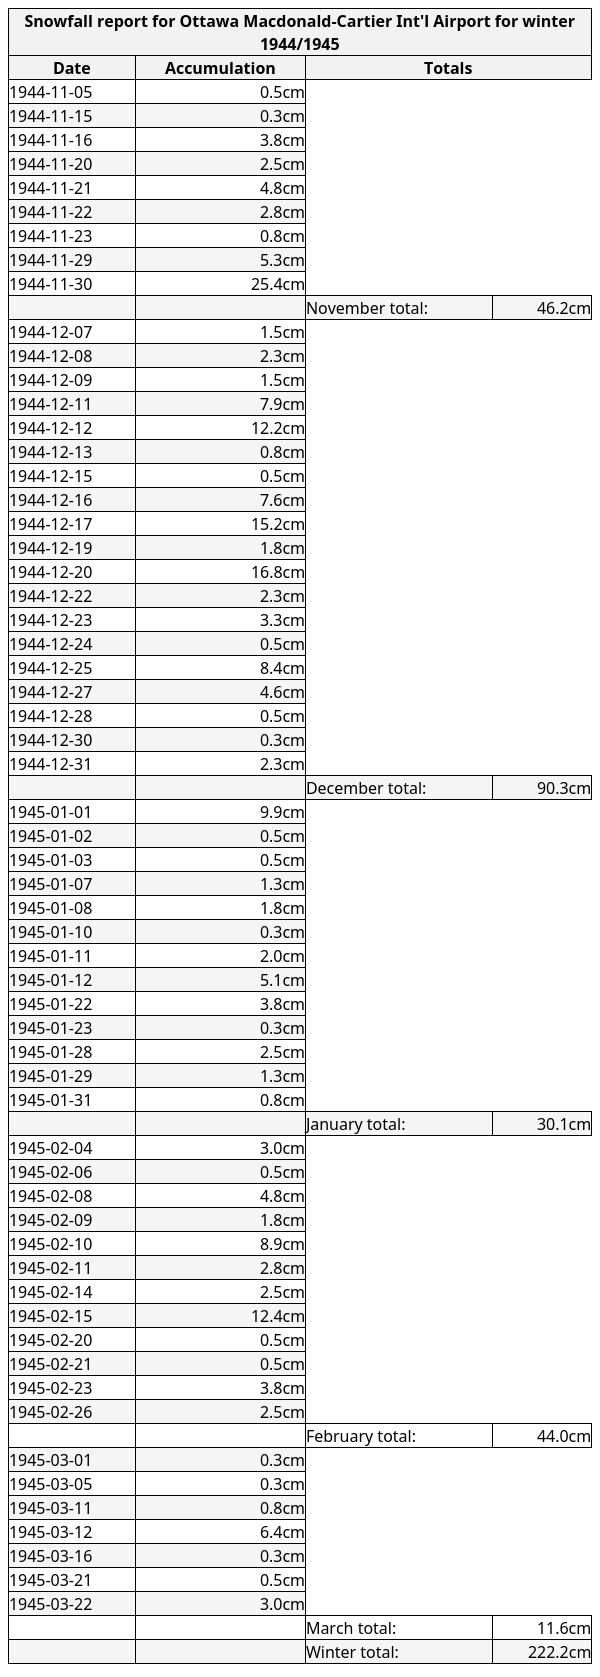 Snowfall report for Ottawa Macdonald-Cartier Int'l Airport for winter
1944/1945
Date Accumulation Totals
1944-11-05 0.5cm
1944-11-15 0.3cm
1944-11-16 3.8cm
1944-11-20 2.5cm
1944-11-21 4.8cm
1944-11-22 2.8cm
1944-11-23 0.8cm
1944-11-29 5.3cm
1944-11-30 25.4cm
November total: 46.2cm
1944-12-07 1.5cm
1944-12-08 2.3cm
1944-12-09 1.5cm
1944-12-11 7.9cm
1944-12-12 12.2cm
1944-12-13 0.8cm
1944-12-15 0.5cm
1944-12-16 7.6cm
1944-12-17 15.2cm
1944-12-19 1.8cm
1944-12-20 16.8cm
1944-12-22 2.3cm
1944-12-23 3.3cm
1944-12-24 0.5cm
1944-12-25 8.4cm
1944-12-27 4.6cm
1944-12-28 0.5cm
1944-12-30 0.3cm
1944-12-31 2.3cm
December total: 90.3cm
1945-01-01 9.9cm
1945-01-02 0.5cm
1945-01-03 0.5cm
1945-01-07 1.3cm
1945-01-08 1.8cm
1945-01-10 0.3cm
1945-01-11 2.0cm
1945-01-12 5.1cm
1945-01-22 3.8cm
1945-01-23 0.3cm
1945-01-28 2.5cm
1945-01-29 1.3cm
1945-01-31 0.8cm
January total: 30.1cm
1945-02-04 3.0cm
1945-02-06 0.5cm
1945-02-08 4.8cm
1945-02-09 1.8cm
1945-02-10 8.9cm
1945-02-11 2.8cm
1945-02-14 2.5cm
1945-02-15 12.4cm
1945-02-20 0.5cm
1945-02-21 0.5cm
1945-02-23 3.8cm
1945-02-26 2.5cm
February total: 44.0cm
1945-03-01 0.3cm
1945-03-05 0.3cm
1945-03-11 0.8cm
1945-03-12 6.4cm
1945-03-16 0.3cm
1945-03-21 0.5cm
1945-03-22 3.0cm
March total: 11.6cm
Winter total: 222.2cm